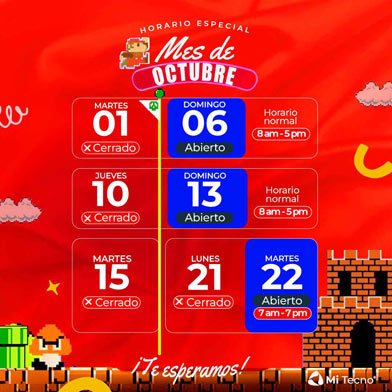 HORARIO ESPECIAL
Mes de
OCTUBRE
MARTES
01
× Cerrado
DOMINGO
06
Abierto
Horario
normal
8 am - 5 pm
JUEVES
10
× Cerrado
DOMINGO
13
Abierto
Horario
normal
8 am - 5 pm
MARTES
15
× Cerrado
LUNES
21
× Cerrado
MARTES
22
Abierto
7 am - 7 pm
¡Te esperamos!
Mi Tecno